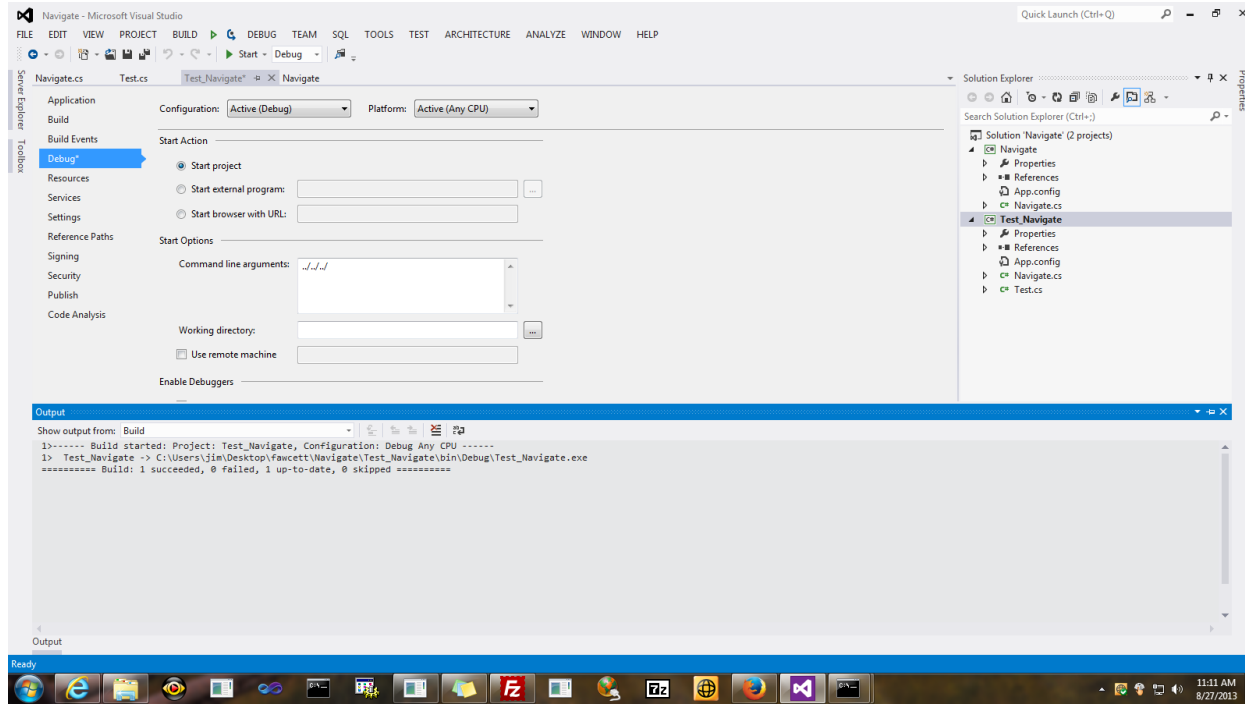 Navigate - Microsoft Visual Studio
Quick Launch (Ctrl+Q)
FILE EDIT VIEW PROJECT BUILD DEBUG TEAM SQL TOOLS TEST ARCHITECTURE ANALYZE WINDOW HELP
Start Debug
Server Explorer
Toolbox
Navigate.cs Test.cs Test_Navigate* Navigate
Application
Build
Build Events
Debug*
Resources
Services
Settings
Reference Paths
Signing
Security
Publish
Code Analysis
Configuration: Active (Debug) Platform: Active (Any CPU)
Start Action
Start project
Start external program: ...
Start browser with URL:
Start Options
Command line arguments: ../../../
Working directory: ...
Use remote machine
Enable Debuggers
Solution Explorer
Search Solution Explorer (Ctrl+;)
Solution 'Navigate' (2 projects)
C# Navigate
Properties
References
App.config
C# Navigate.cs
C# Test_Navigate
Properties
References
App.config
C# Navigate.cs
C# Test.cs
Properties
Output
Show output from: Build
1>------ Build started: Project: Test_Navigate, Configuration: Debug Any CPU ------
1> Test_Navigate -> C:\Users\jim\Desktop\fawcett\Navigate\Test_Navigate\bin\Debug\Test_Navigate.exe
========== Build: 1 succeeded, 0 failed, 1 up-to-date, 0 skipped ==========
Output
Ready
Fz
7z
11:11 AM
8/27/2013